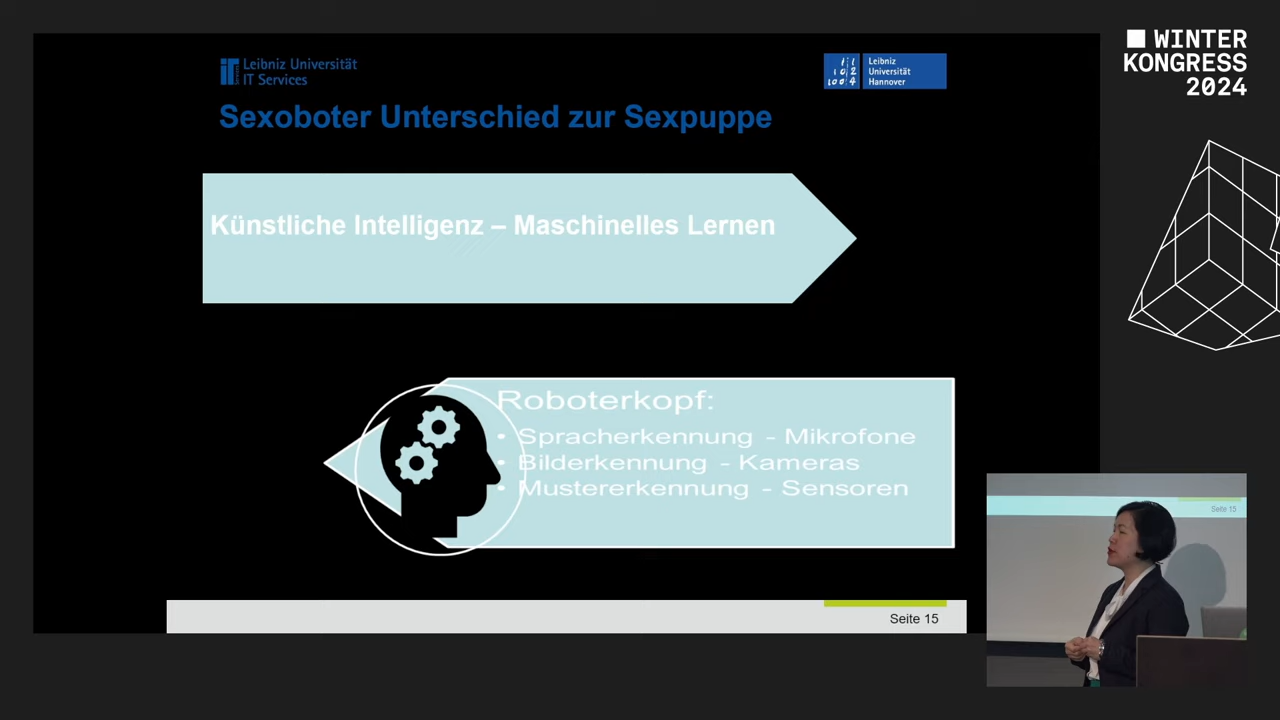 WINTER
KONGRESS
2024
Leibniz Universität
IT Services
Leibniz
Universität
Hannover
Sexoboter Unterschied zur Sexpuppe
Künstliche Intelligenz – Maschinelles Lernen
Roboterkopf:
• Spracherkennung - Mikrofone
• Bilderkennung - Kameras
• Mustererkennung - Sensoren
Seite 15
Seite 15